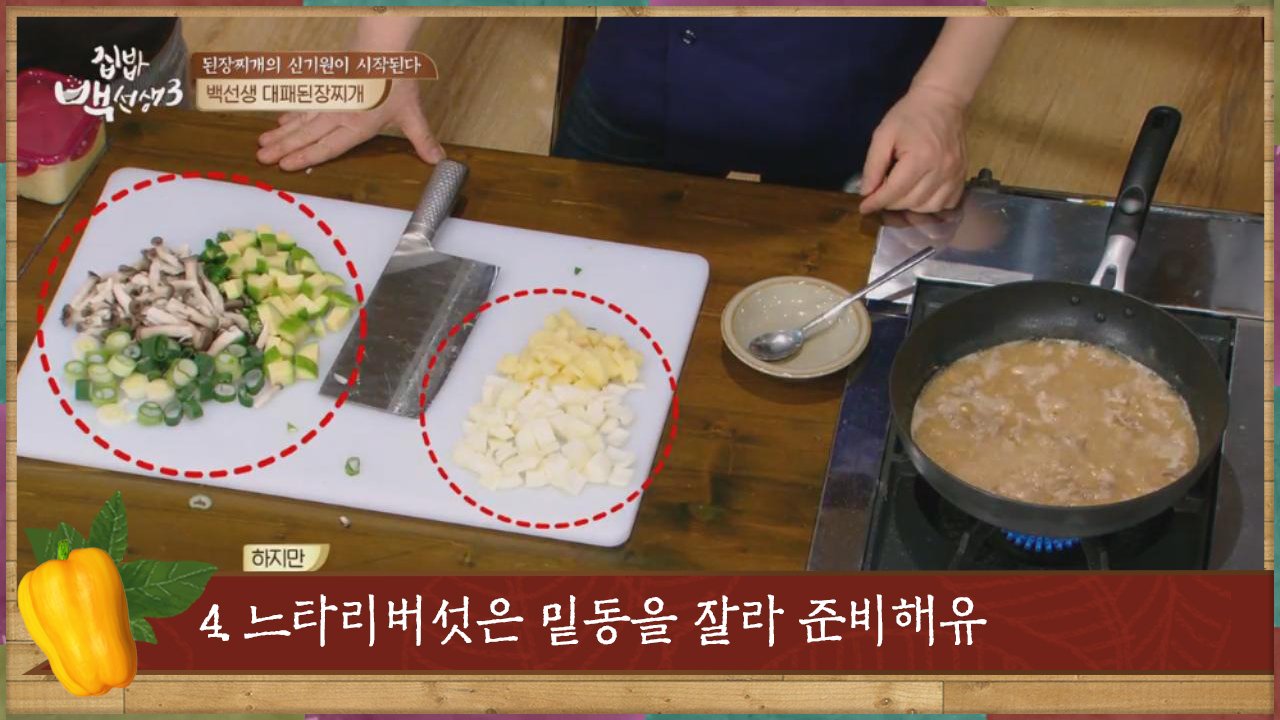 집밥
백선생3
된장찌개의 신기원이 시작된다
백선생 대패된장찌개
하지만
4. 느타리버섯은 밑동을 잘라 준비해유